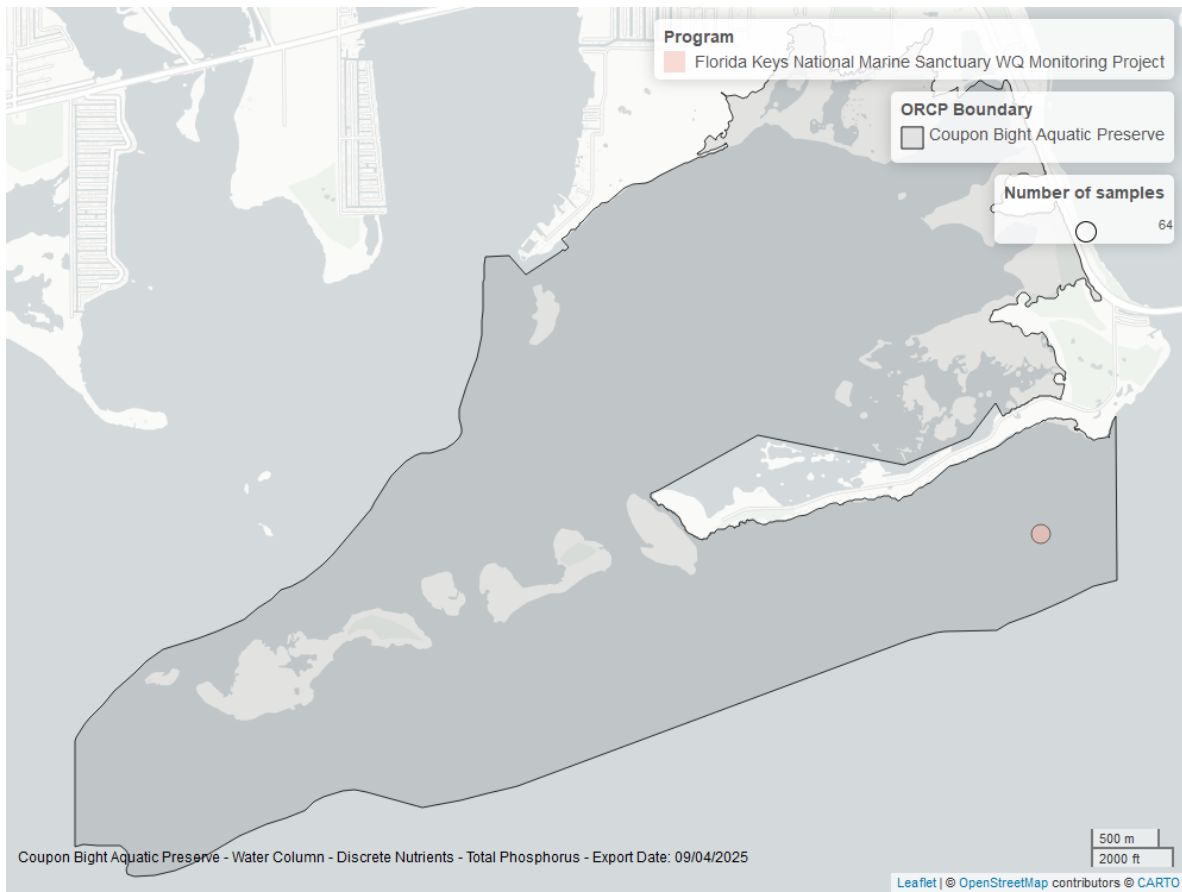 Program
Florida Keys National Marine Sanctuary WQ Monitoring Project
ORCP Boundary
Coupon Bight Aquatic Preserve
Number of samples
64
500 m
2000 ft
Coupon Bight Aquatic Preserve - Water Column - Discrete Nutrients - Total Phosphorus - Export Date: 09/04/2025
Leaflet | © OpenStreetMap contributors © CARTO